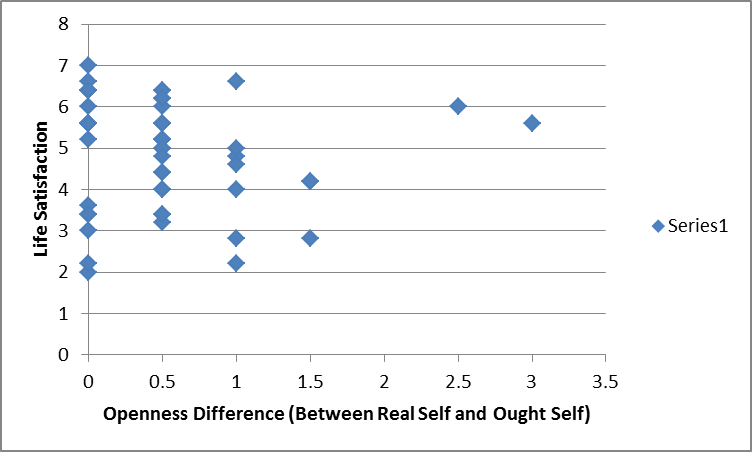 8
7
6
5
4
3
2
1
0
Life Satisfaction
Series1
0 0.5 1 1.5 2 2.5 3 3.5
Openness Difference (Between Real Self and Ought Self)